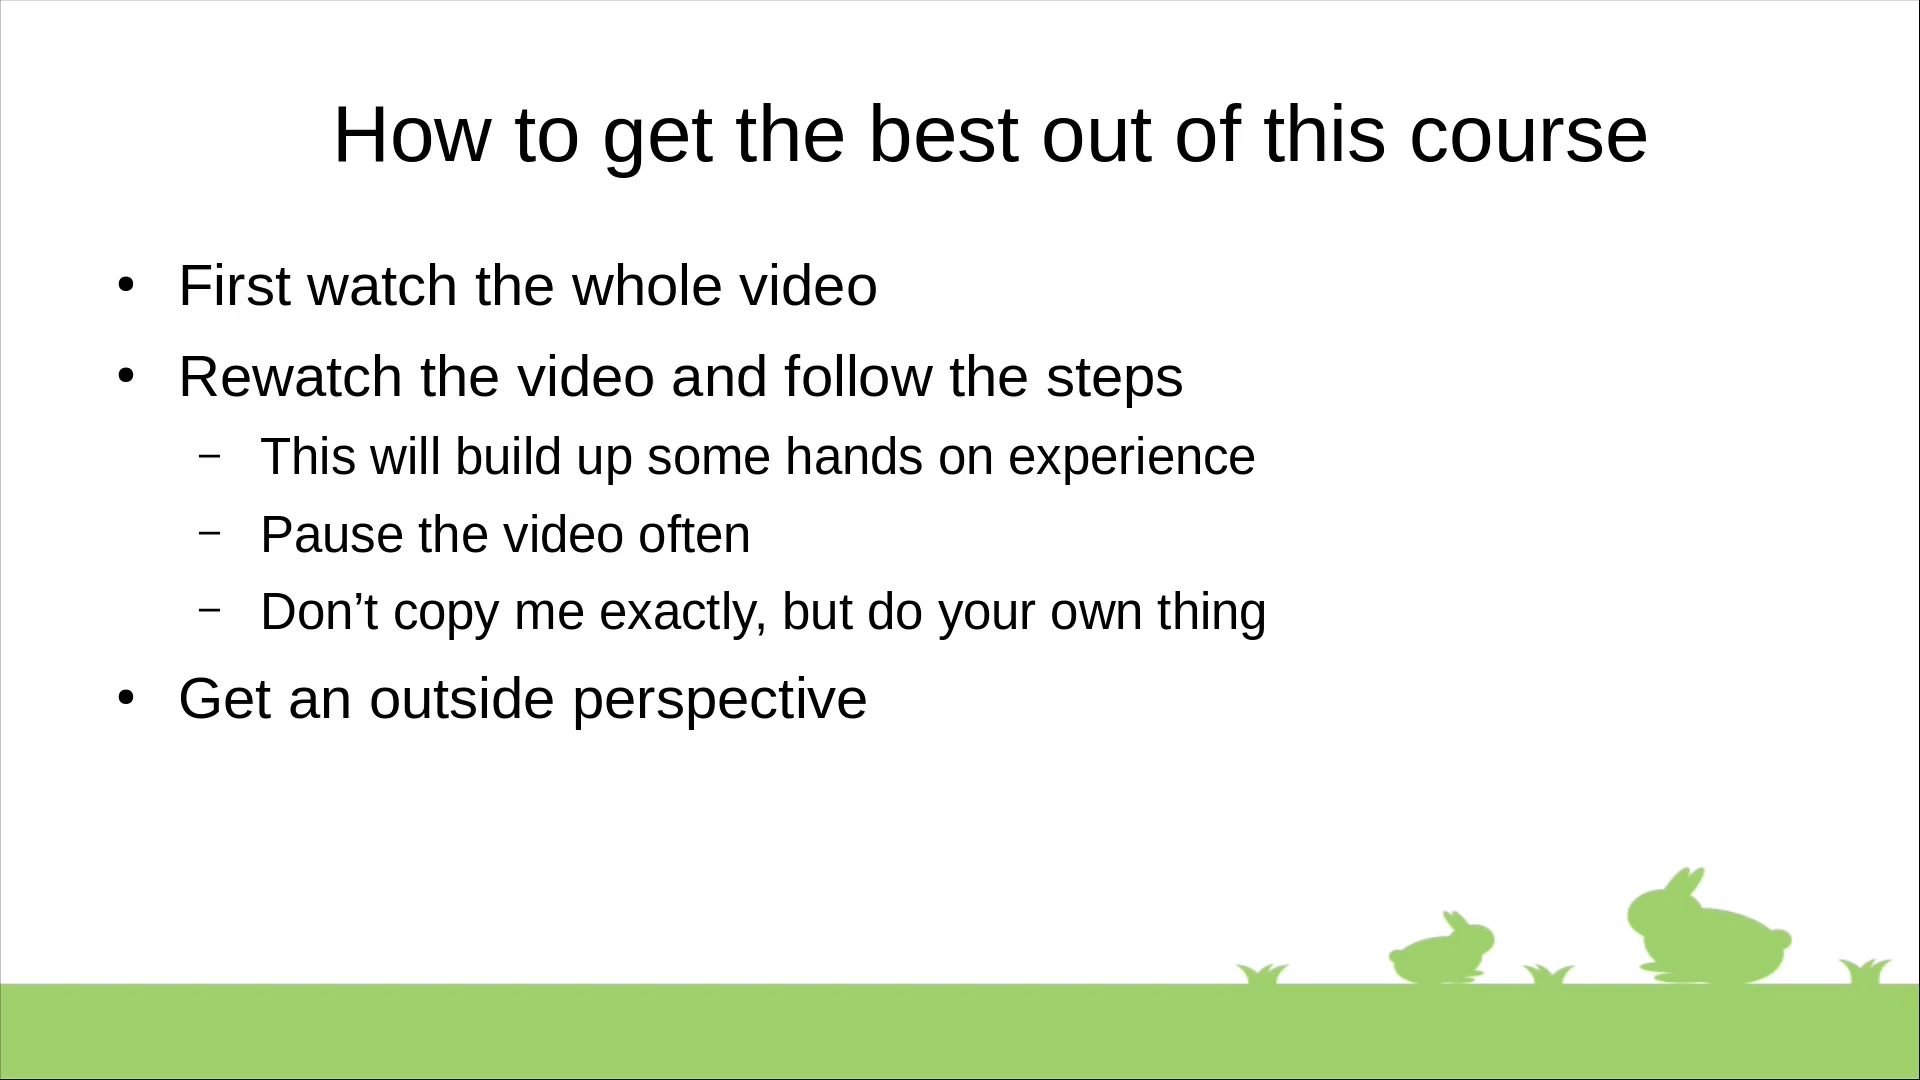 How to get the best out of this course
• First watch the whole video
• Rewatch the video and follow the steps
– This will build up some hands on experience
– Pause the video often
– Don’t copy me exactly, but do your own thing
• Get an outside perspective